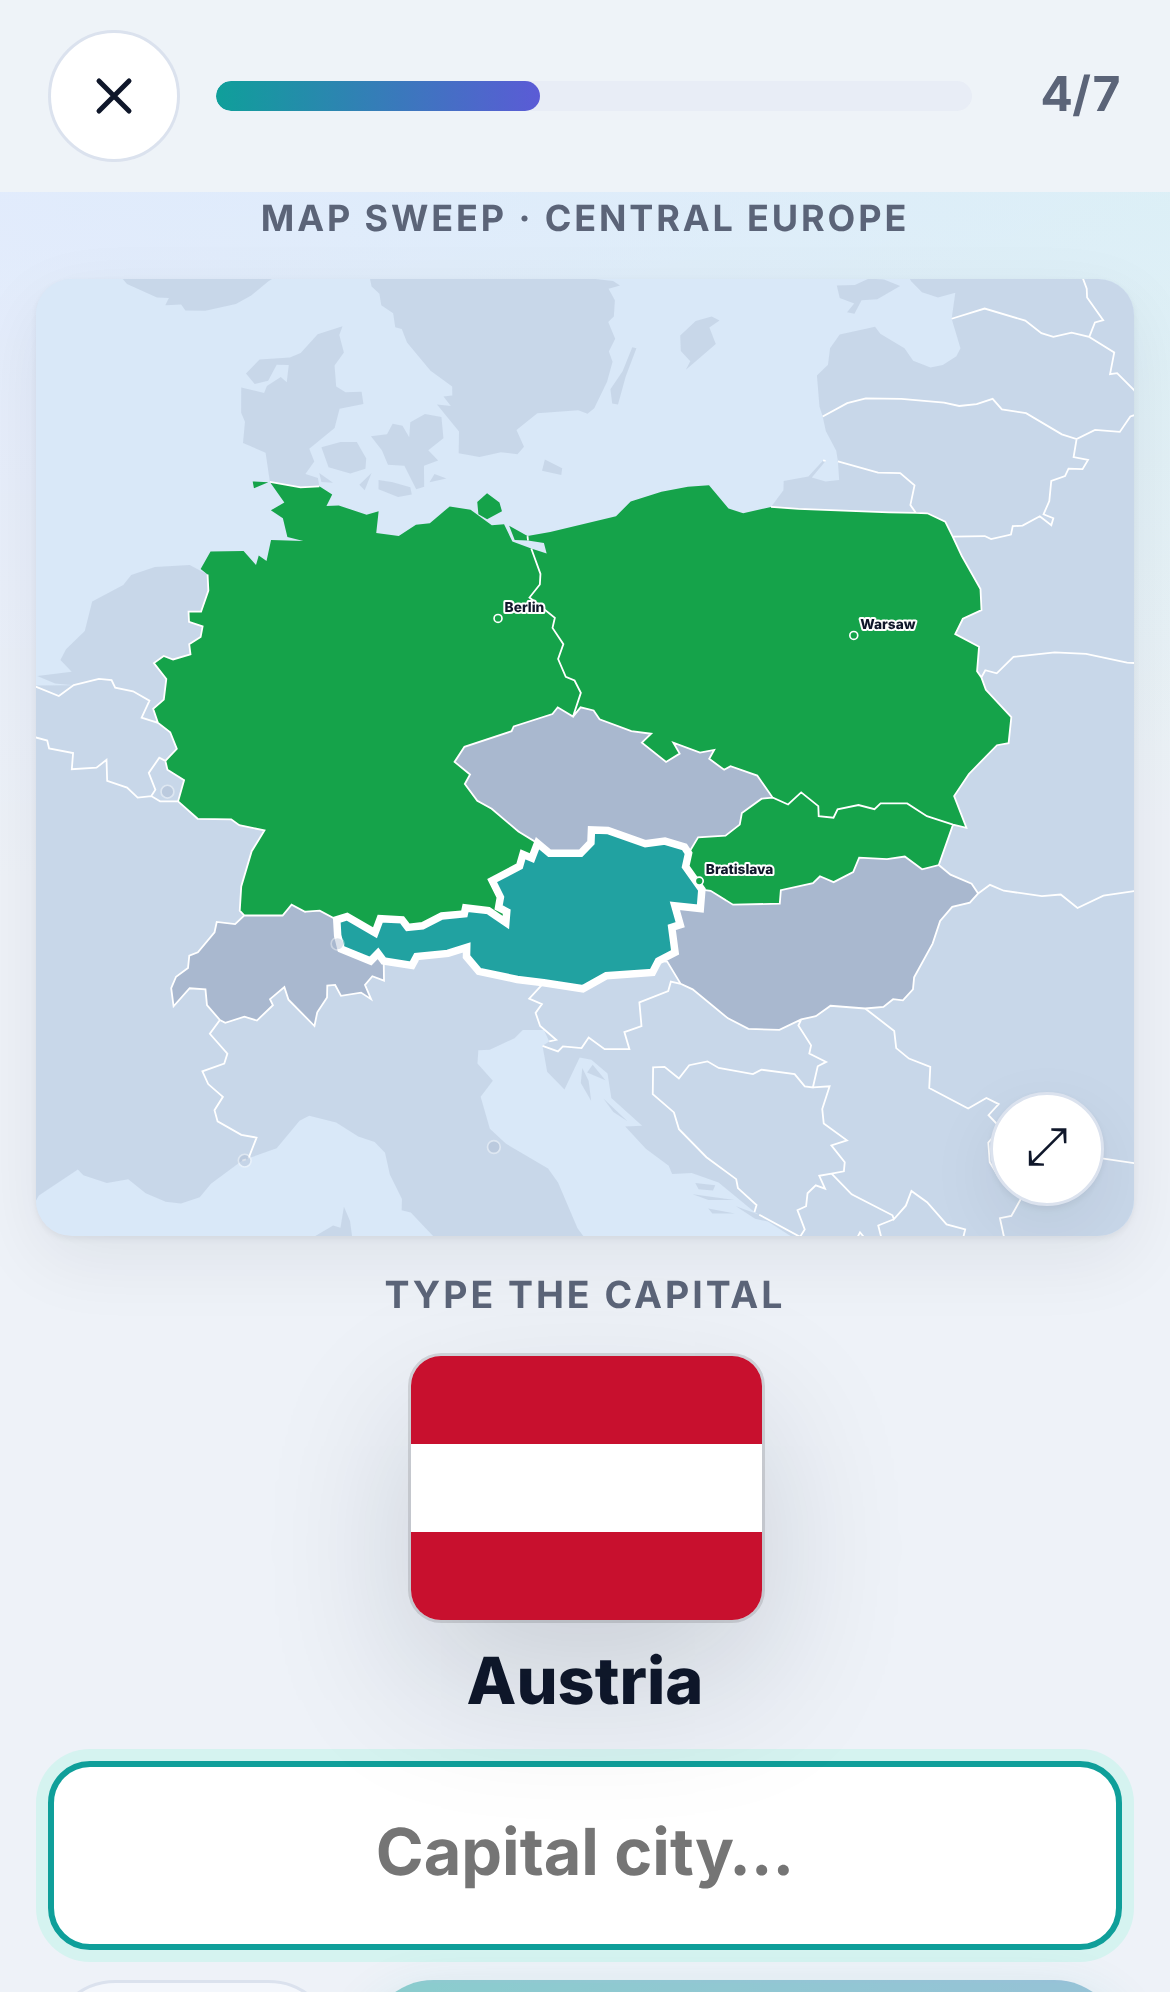 4/7
MAP SWEEP · CENTRAL EUROPE
Berlin
Warsaw
Bratislava
TYPE THE CAPITAL
Austria
Capital city...